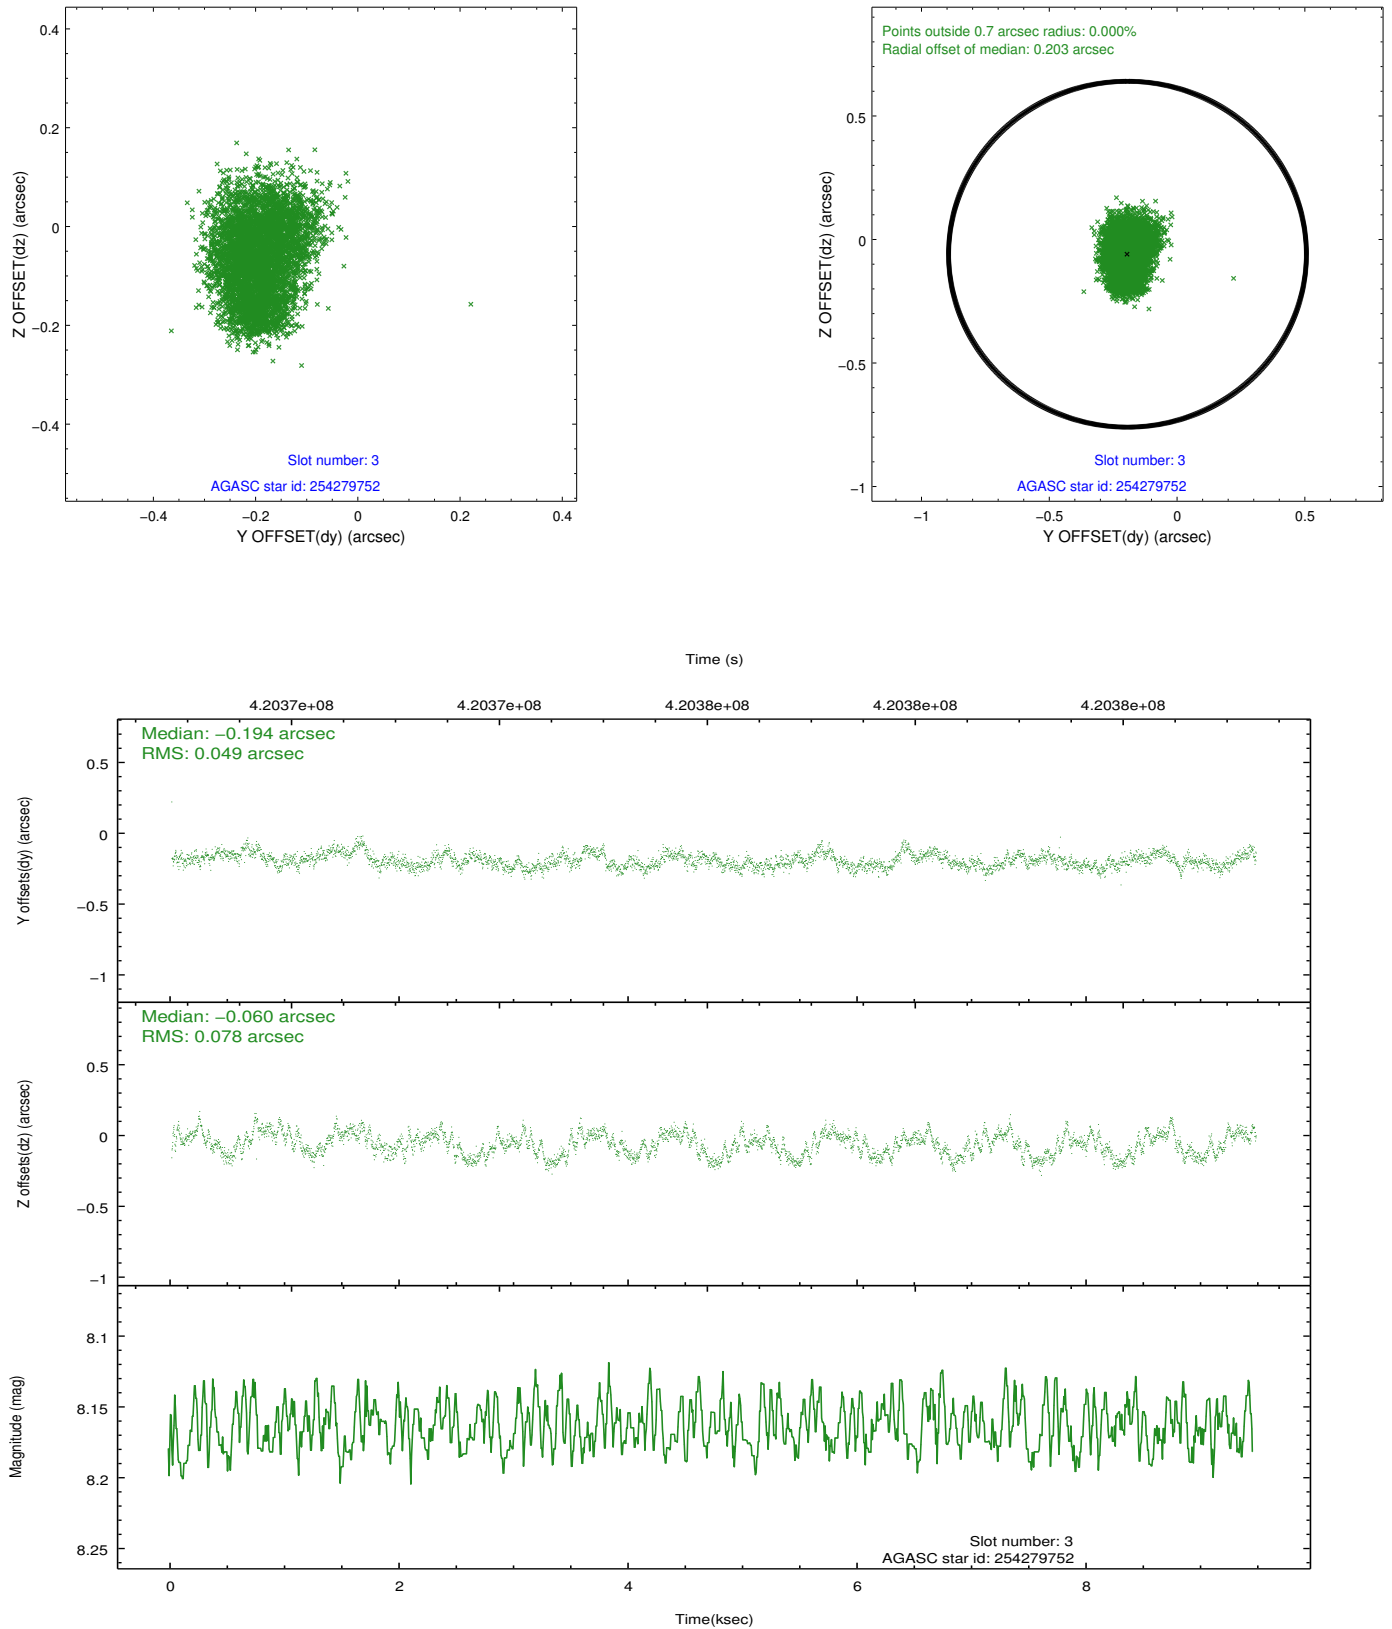 0.4
0.2
0
−0.2
−0.4
Z OFFSET(dz) (arcsec)
Slot number: 3
AGASC star id: 254279752
−0.4 −0.2 0 0.2 0.4
Y OFFSET(dy) (arcsec)
Points outside 0.7 arcsec radius: 0.000%
Radial offset of median: 0.203 arcsec
0.5
0
−0.5
−1
Z OFFSET(dz) (arcsec)
Slot number: 3
AGASC star id: 254279752
−1 −0.5 0 0.5
Y OFFSET(dy) (arcsec)
Time (s)
4.2037e+08 4.2037e+08 4.2038e+08 4.2038e+08 4.2038e+08
Median: −0.194 arcsec
RMS: 0.049 arcsec
0.5
0
−0.5
−1
Y offsets(dy) (arcsec)
Median: −0.060 arcsec
RMS: 0.078 arcsec
0.5
0
−0.5
−1
Z offsets(dz) (arcsec)
8.1
8.15
8.2
8.25
Magnitude (mag)
Slot number: 3
AGASC star id: 254279752
0 2 4 6 8
Time(ksec)